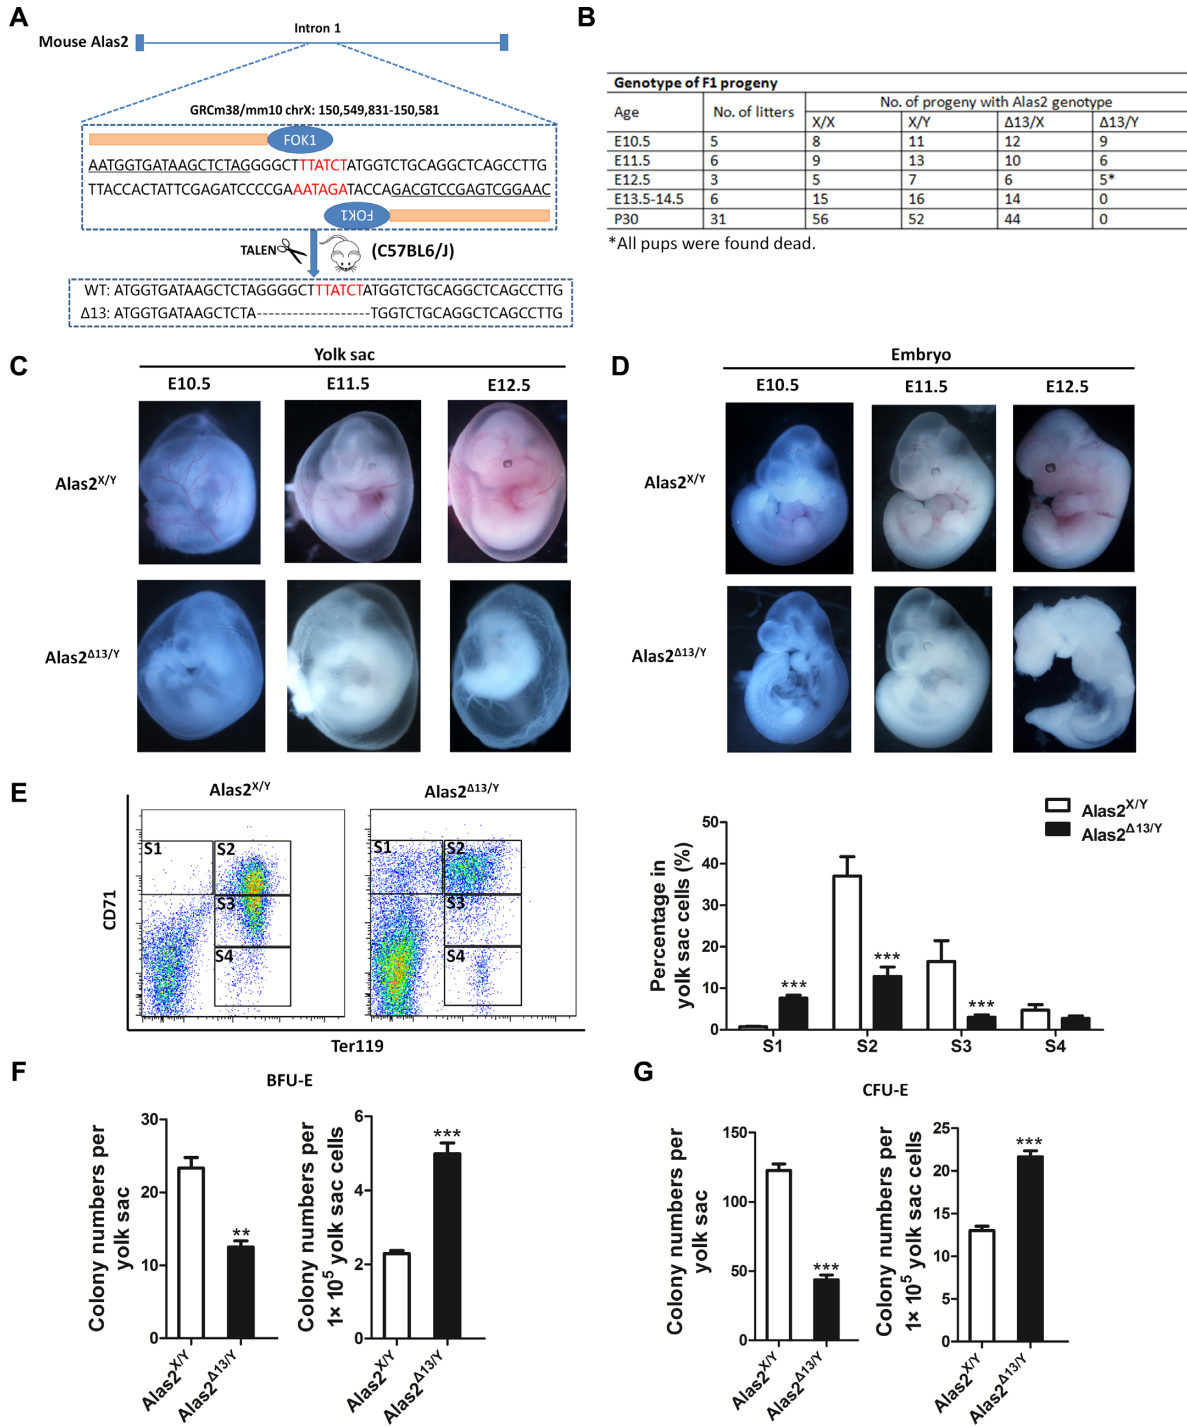 A
Mouse Alas2
Intron 1
GRCm38/mm10 chrX: 150,549,831-150,581
FOK1
AATGGTGATAAGCTCTAGGGGCTTTATCTATGGTCTGCAGGCTCAGCCTTG
TTACCACTATTCGAGATCCCCGAAATAGATACCAGACGTCCGAGTCGGAAC
FOK1
TALEN
(C57BL6/J)
WT: ATGGTGATAAGCTCTAGGGGCTTTATCTATGGTCTGCAGGCTCAGCCTTG
Δ13: ATGGTGATAAGCTCTA-----------------TGGTCTGCAGGCTCAGCCTTG
B
Genotype of F1 progeny
Age No. of litters No. of progeny with Alas2 genotype
X/X X/Y Δ13/X Δ13/Y
E10.5 5 8 11 12 9
E11.5 6 9 13 10 6
E12.5 3 5 7 6 5*
E13.5-14.5 6 15 16 14 0
P30 31 56 52 44 0
*All pups were found dead.
C
Yolk sac
E10.5 E11.5 E12.5
Alas2X/Y
Alas2Δ13/Y
D
Embryo
E10.5 E11.5 E12.5
Alas2X/Y
Alas2Δ13/Y
E
Alas2X/Y Alas2Δ13/Y
S1 S2 S3 S4
S1 S2 S3 S4
CD71
Ter119
Alas2X/Y
Alas2Δ13/Y
Percentage in
yolk sac cells (%)
50
40
30
20
10
0
*** *** ***
S1 S2 S3 S4
F
BFU-E
Colony numbers per
yolk sac
30
20
10
0
**
Alas2X/Y Alas2Δ13/Y
Colony numbers per
1× 10⁵ yolk sac cells
6
4
2
0
***
Alas2X/Y Alas2Δ13/Y
G
CFU-E
Colony numbers per
yolk sac
150
100
50
0
***
Alas2X/Y Alas2Δ13/Y
Colony numbers per
1× 10⁵ yolk sac cells
25
20
15
10
5
0
***
Alas2X/Y Alas2Δ13/Y